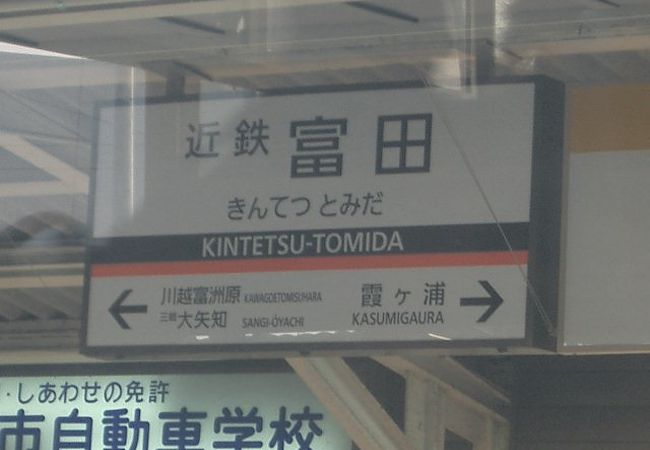 近鉄 富田
きんてつ とみだ
KINTETSU-TOMIDA
← 川越富洲原 KAWAGOETOMISUHARA 霞ヶ浦 →
三岐 大矢知 SANGI-ŌYACHI KASUMIGAURA
・しあわせの免許
市自動車学校